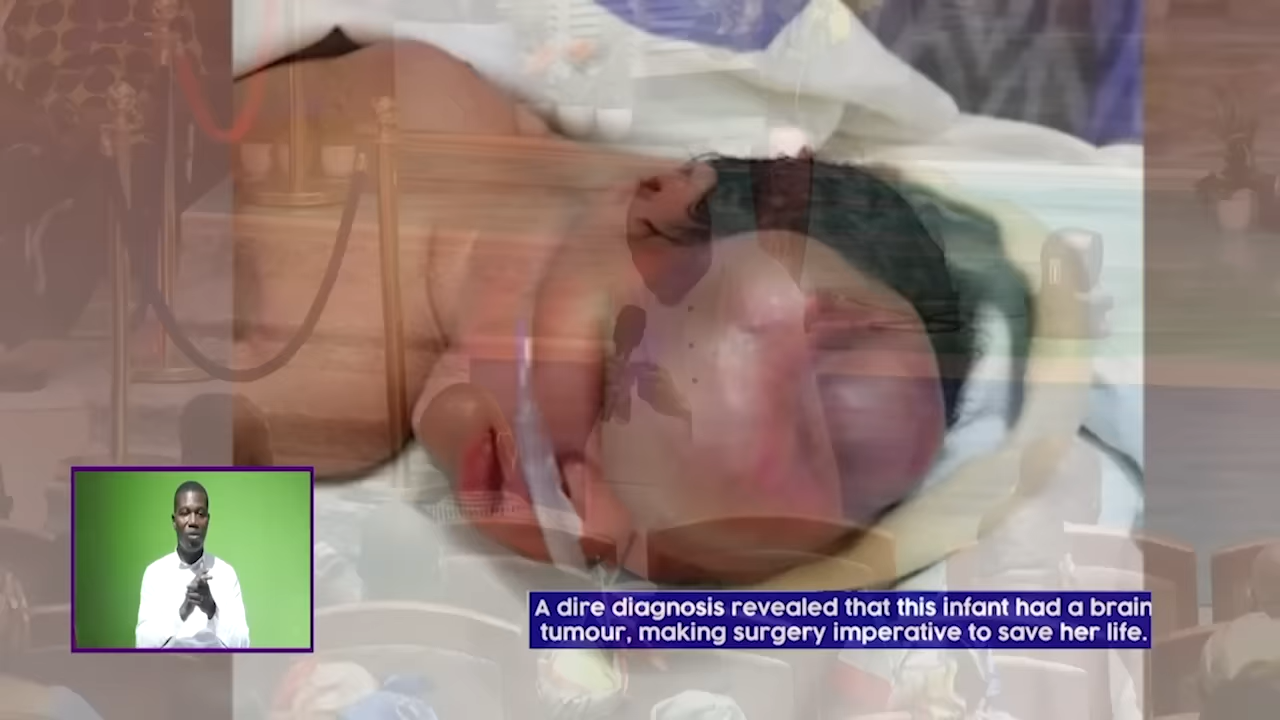 A dire diagnosis revealed that this infant had a brain
tumour, making surgery imperative to save her life.